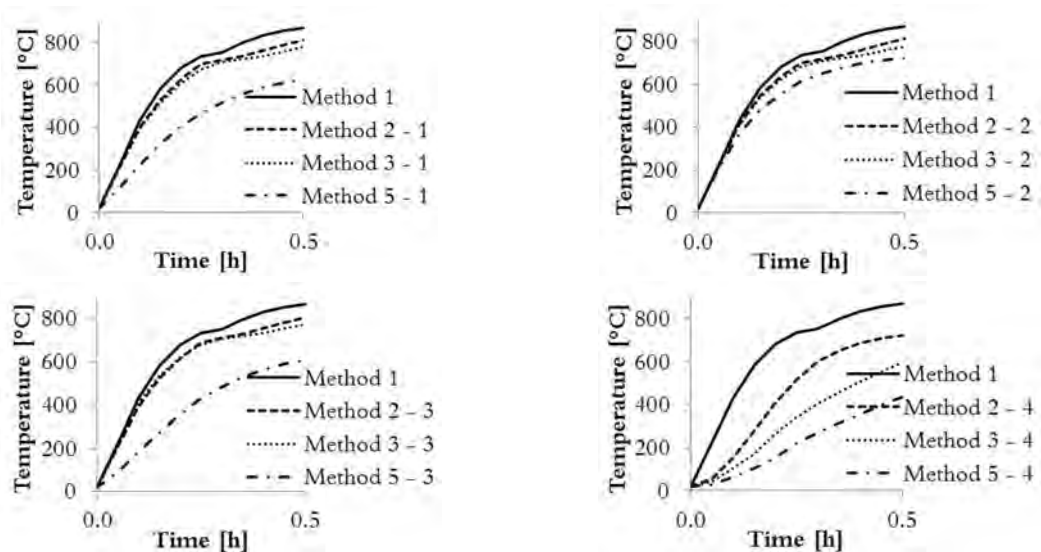 Temperature [°C]
800
600
400
200
0
0.0
0.5
Time [h]
Method 1
Method 2 - 1
Method 3 - 1
Method 5 - 1
Temperature [°C]
800
600
400
200
0
0.0
0.5
Time [h]
Method 1
Method 2 - 2
Method 3 - 2
Method 5 - 2
Temperature [°C]
800
600
400
200
0
0.0
0.5
Time [h]
Method 1
Method 2 - 3
Method 3 - 3
Method 5 - 3
Temperature [°C]
800
600
400
200
0
0.0
0.5
Time [h]
Method 1
Method 2 - 4
Method 3 - 4
Method 5 - 4